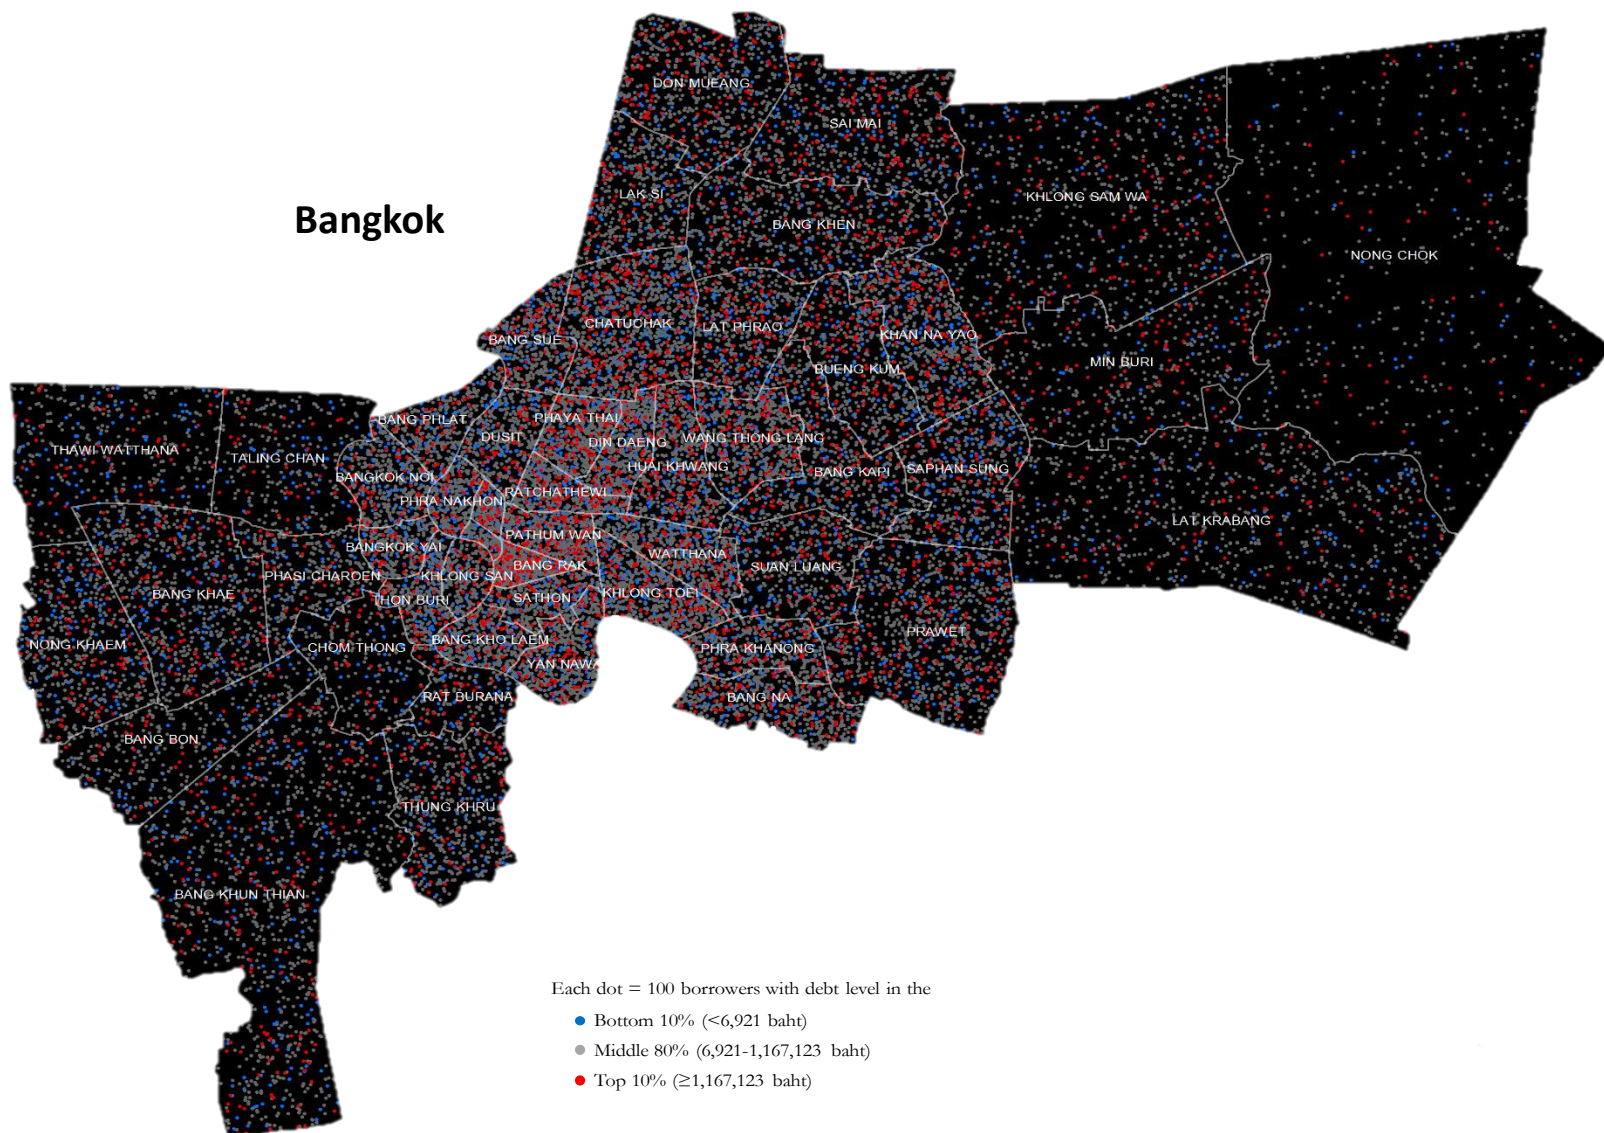 DON MUEANG
SAI MAI
LAK SI
KHLONG SAM WA
Bangkok
BANG KHEN
NONG CHOK
CHATUCHAK
LAT PHRAO
KHAN NA YAO
BANG SUE
MIN BURI
BUENG KUM
BANG PHLAT
PHAYA THAI
DUSIT
DIN DAENG
WANG THONG LANG
THAWI WATTHANA
TALING CHAN
HUAI KHWANG
BANG KAPI
SAPHAN SUNG
BANGKOK NOI
RATCHATHEWI
PHRA NAKHON
LAT KRABANG
PATHUM WAN
BANGKOK YAI
WATTHANA
BANG RAK
SUAN LUANG
PHASI CHAROEN
KHLONG SAN
BANG KHAE
KHLONG TOEI
THON BURI
SATHON
PRAWET
BANG KHO LAEM
NONG KHAEM
CHOM THONG
PHRA KHANONG
YAN NAWA
RAT BURANA
BANG NA
BANG BON
THUNG KHRU
BANG KHUN THIAN
Each dot = 100 borrowers with debt level in the
Bottom 10% (<6,921 baht)
Middle 80% (6,921-1,167,123 baht)
Top 10% (≥1,167,123 baht)